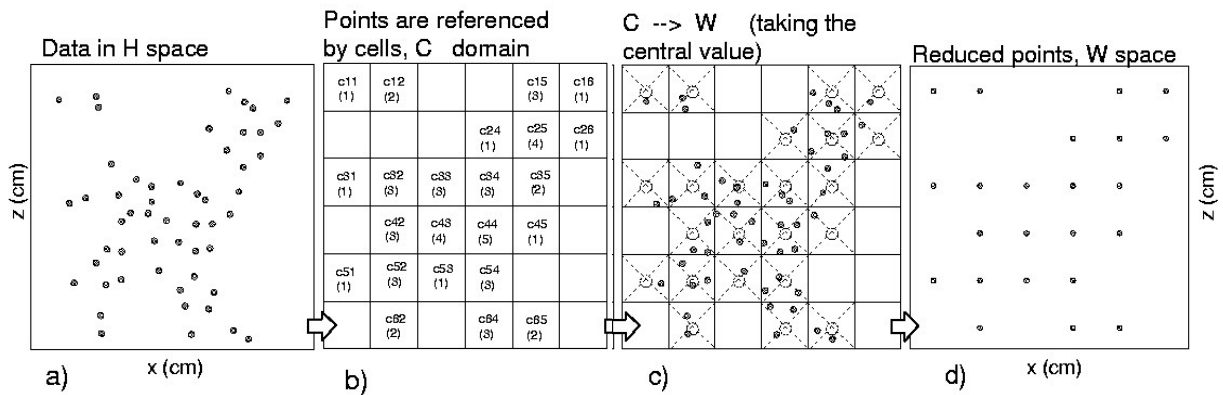 Data in H space
Points are referenced
by cells, C domain
C --> W (taking the
central value)
Reduced points, W space
z (cm)
c11 c12 c15 c16
(1) (2) (3) (1)
c24 c25 c26
(1) (4) (1)
c31 c32 c33 c34 c35
(1) (3) (3) (3) (2)
c42 c43 c44 c45
(3) (4) (5) (1)
c51 c52 c53 c54
(1) (3) (1) (3)
c62 c64 c65
(2) (3) (2)
z (cm)
x (cm)
x (cm)
a)
b)
c)
d)